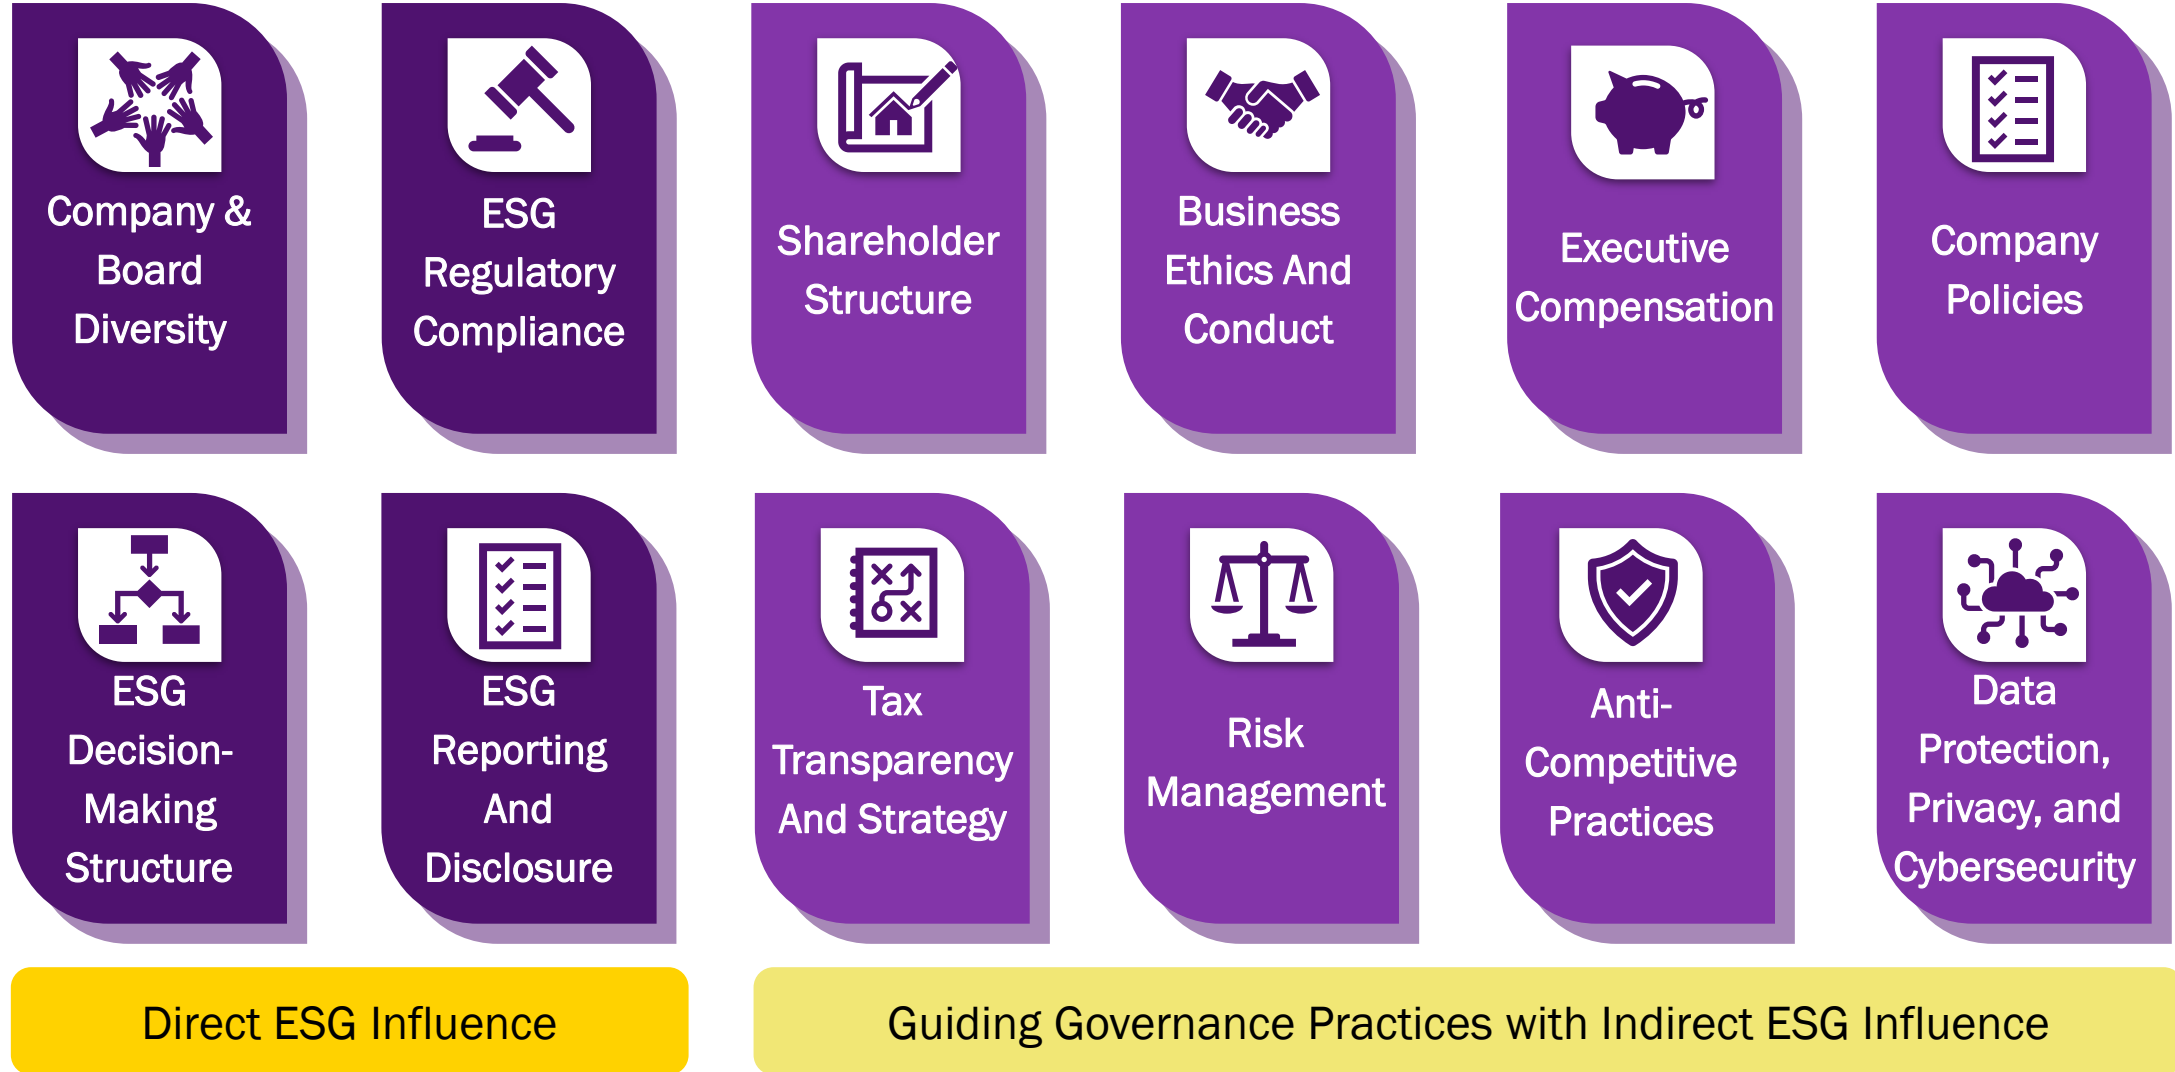 Company &
Board
Diversity
ESG
Regulatory
Compliance
Shareholder
Structure
Business
Ethics And
Conduct
Executive
Compensation
Company
Policies
ESG
Decision-
Making
Structure
ESG
Reporting
And
Disclosure
Tax
Transparency
And Strategy
Risk
Management
Anti-
Competitive
Practices
Data
Protection,
Privacy, and
Cybersecurity
Direct ESG Influence
Guiding Governance Practices with Indirect ESG Influence